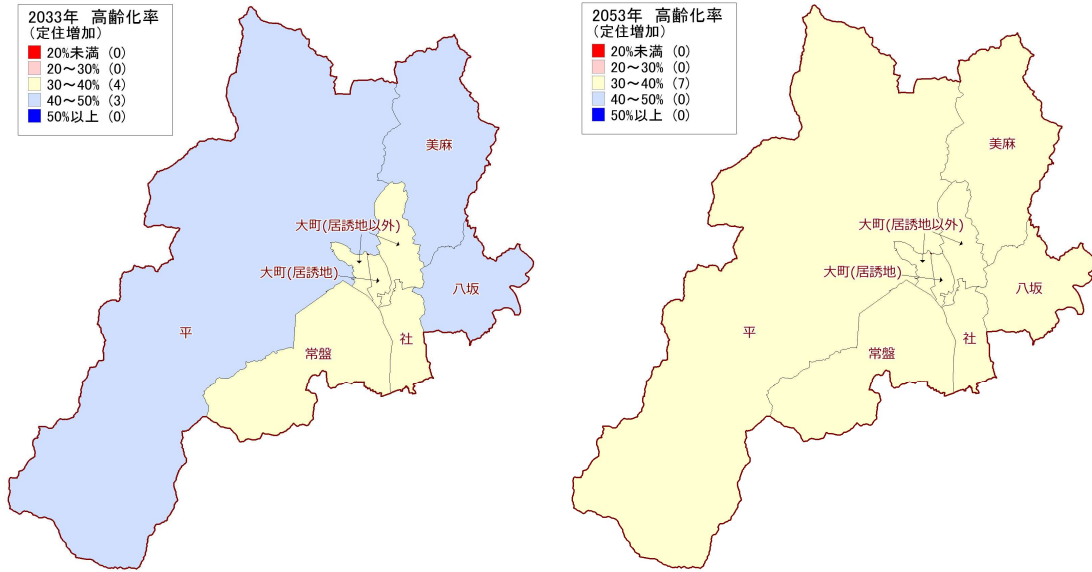 2033年 高齢化率
(定住増加)
20%未満 (0)
20～30% (0)
30～40% (4)
40～50% (3)
50%以上 (0)
美麻
大町(居誘地以外)
大町(居誘地)
八坂
平
社
常盤
2053年 高齢化率
(定住増加)
20%未満 (0)
20～30% (0)
30～40% (7)
40～50% (0)
50%以上 (0)
美麻
大町(居誘地以外)
大町(居誘地)
八坂
平
社
常盤